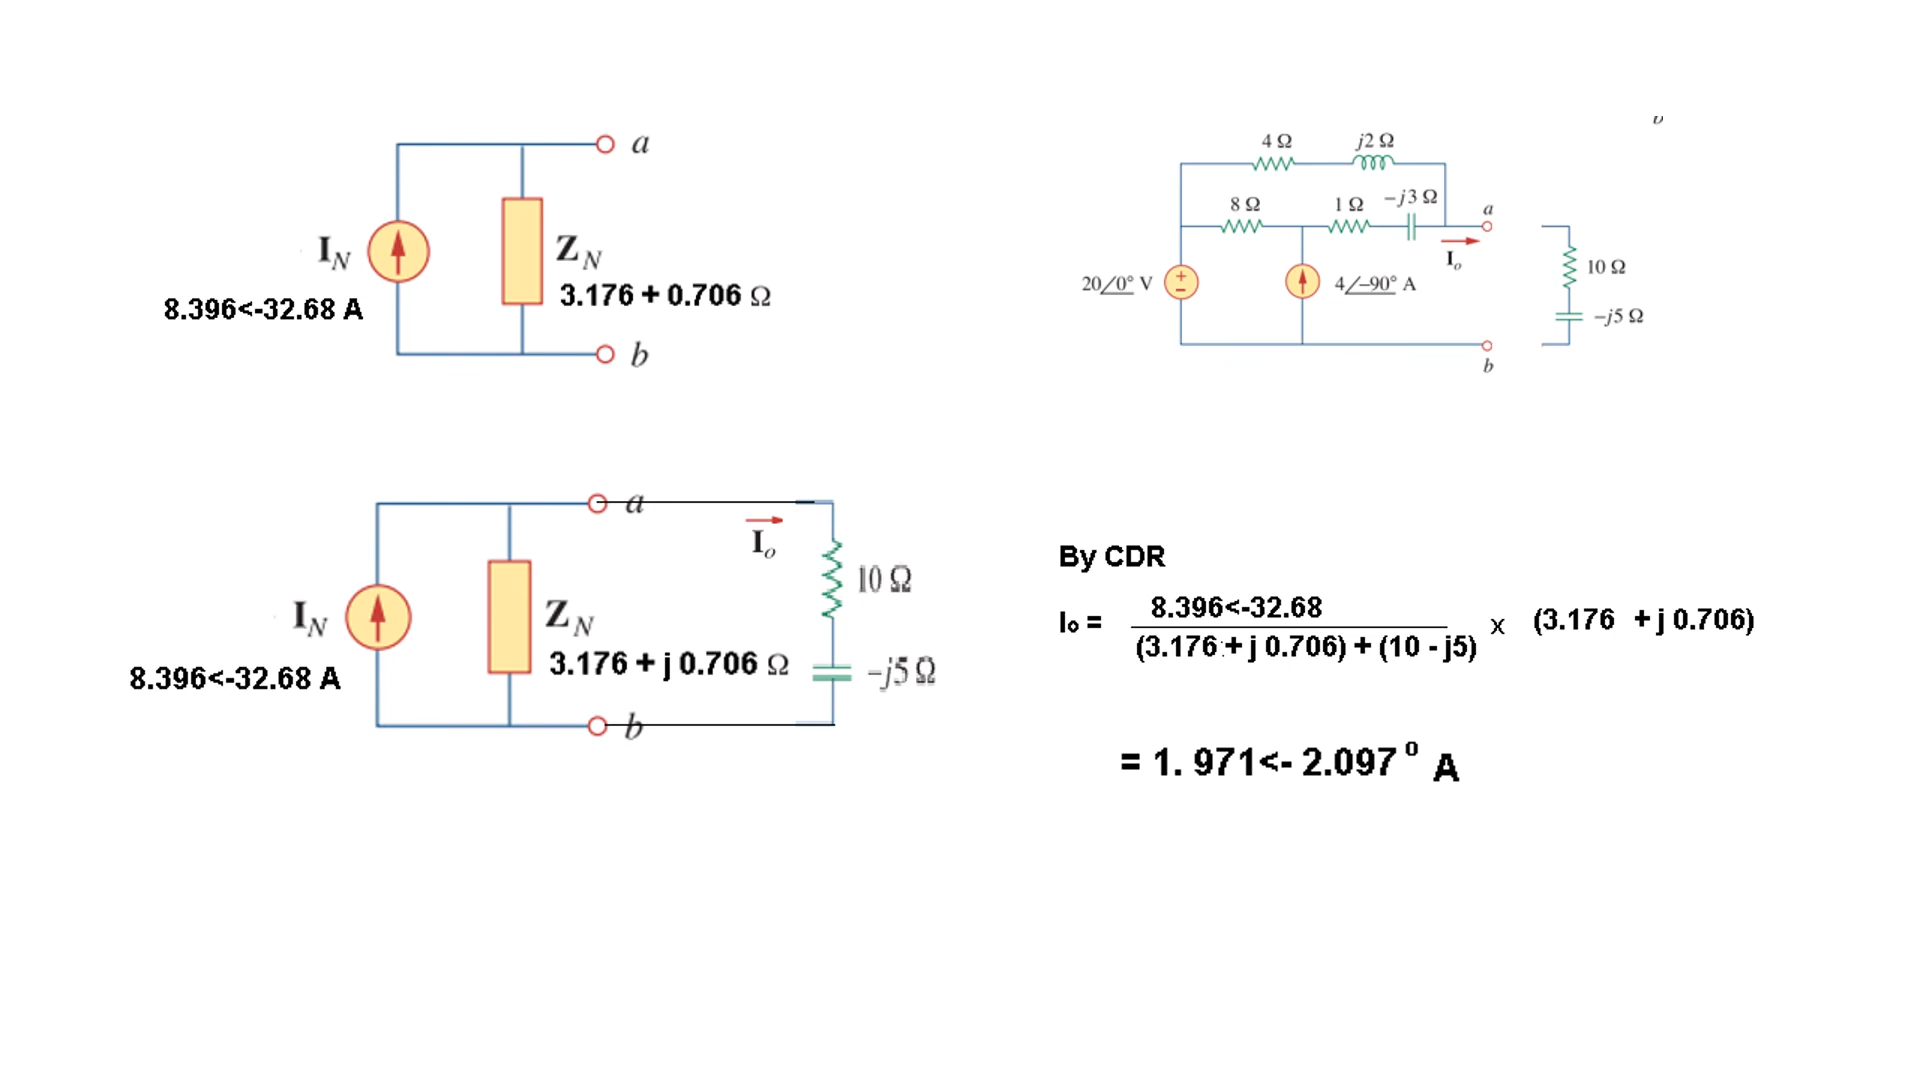 a
I_N
Z_N
8.396<-32.68 A
3.176 + 0.706 Ω
b
4 Ω
j2 Ω
8 Ω
1 Ω
−j3 Ω
a
I_o
20/0° V
+
−
4/−90° A
10 Ω
−j5 Ω
b
a
I_o
10 Ω
I_N
Z_N
3.176 + j 0.706 Ω
−j5 Ω
8.396<-32.68 A
b
By CDR
Io =
8.396<-32.68
(3.176 + j 0.706) + (10 - j5)
x
(3.176 + j 0.706)
= 1. 971<- 2.097 o A